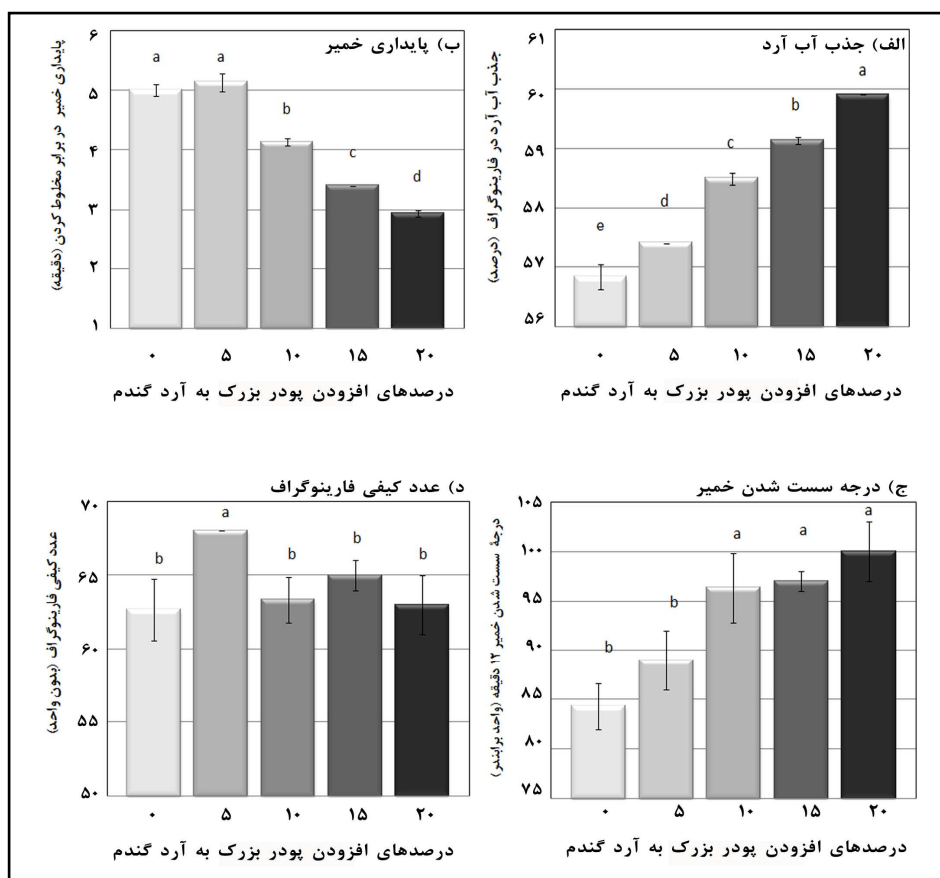 الف) جذب آب آرد
جذب آب آرد در فارینوگراف (درصد)
۶۱
۶۰
۵۹
۵۸
۵۷
۵۶
e d c b a
۰ ۵ ۱۰ ۱۵ ۲۰
درصدهای افزودن پودر بزرک به آرد گندم
ب) پایداری خمیر
پایداری خمیر در برابر مخلوط کردن (دقیقه)
۶
۵
۴
۳
۲
۱
a a b c d
۰ ۵ ۱۰ ۱۵ ۲۰
درصدهای افزودن پودر بزرک به آرد گندم
ج) درجه سست شدن خمیر
درجۀ سست شدن خمیر ۱۲ دقیقه (واحد برابندر)
۱۰۵
۱۰۰
۹۵
۹۰
۸۵
۸۰
۷۵
b b a a a
۰ ۵ ۱۰ ۱۵ ۲۰
درصدهای افزودن پودر بزرک به آرد گندم
د) عدد کیفی فارینوگراف
عدد کیفی فارینوگراف (بدون واحد)
۷۰
۶۵
۶۰
۵۵
۵۰
b a b b b
۰ ۵ ۱۰ ۱۵ ۲۰
درصدهای افزودن پودر بزرک به آرد گندم